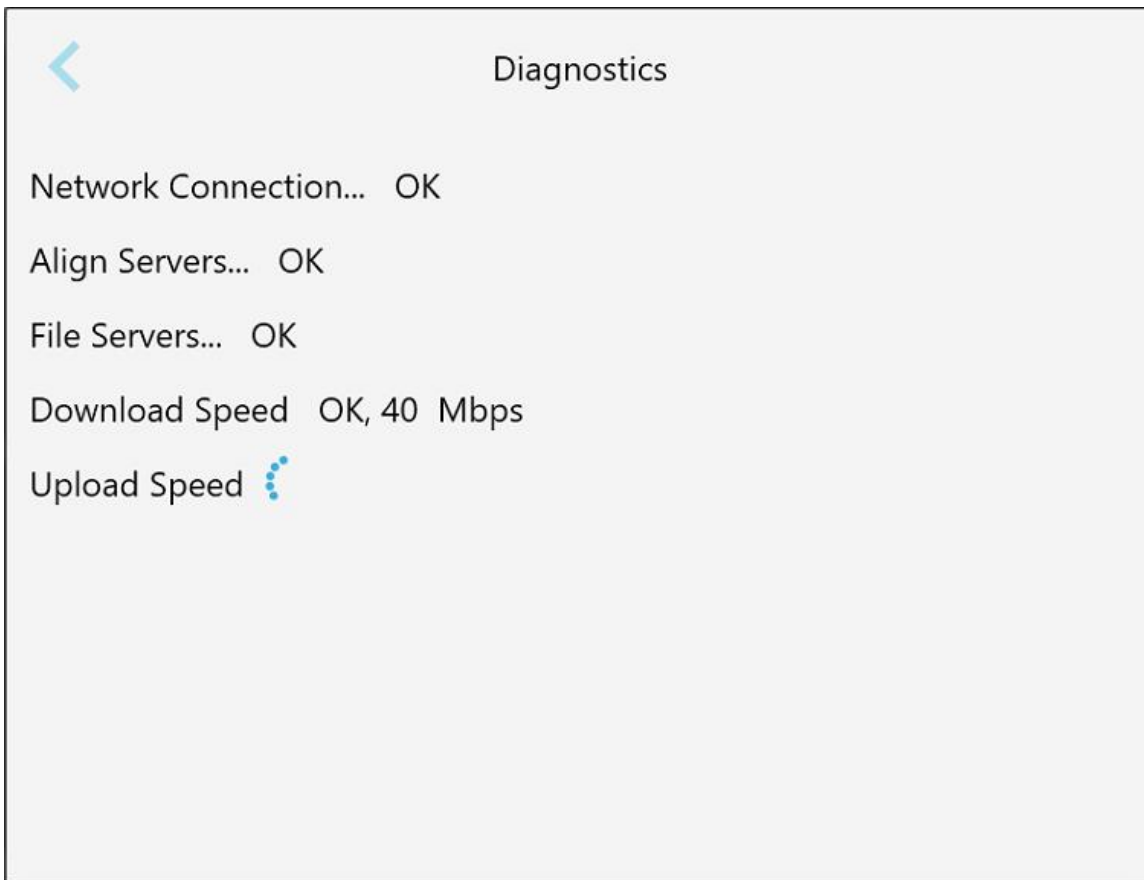 Diagnostics
Network Connection... OK
Align Servers... OK
File Servers... OK
Download Speed OK, 40 Mbps
Upload Speed